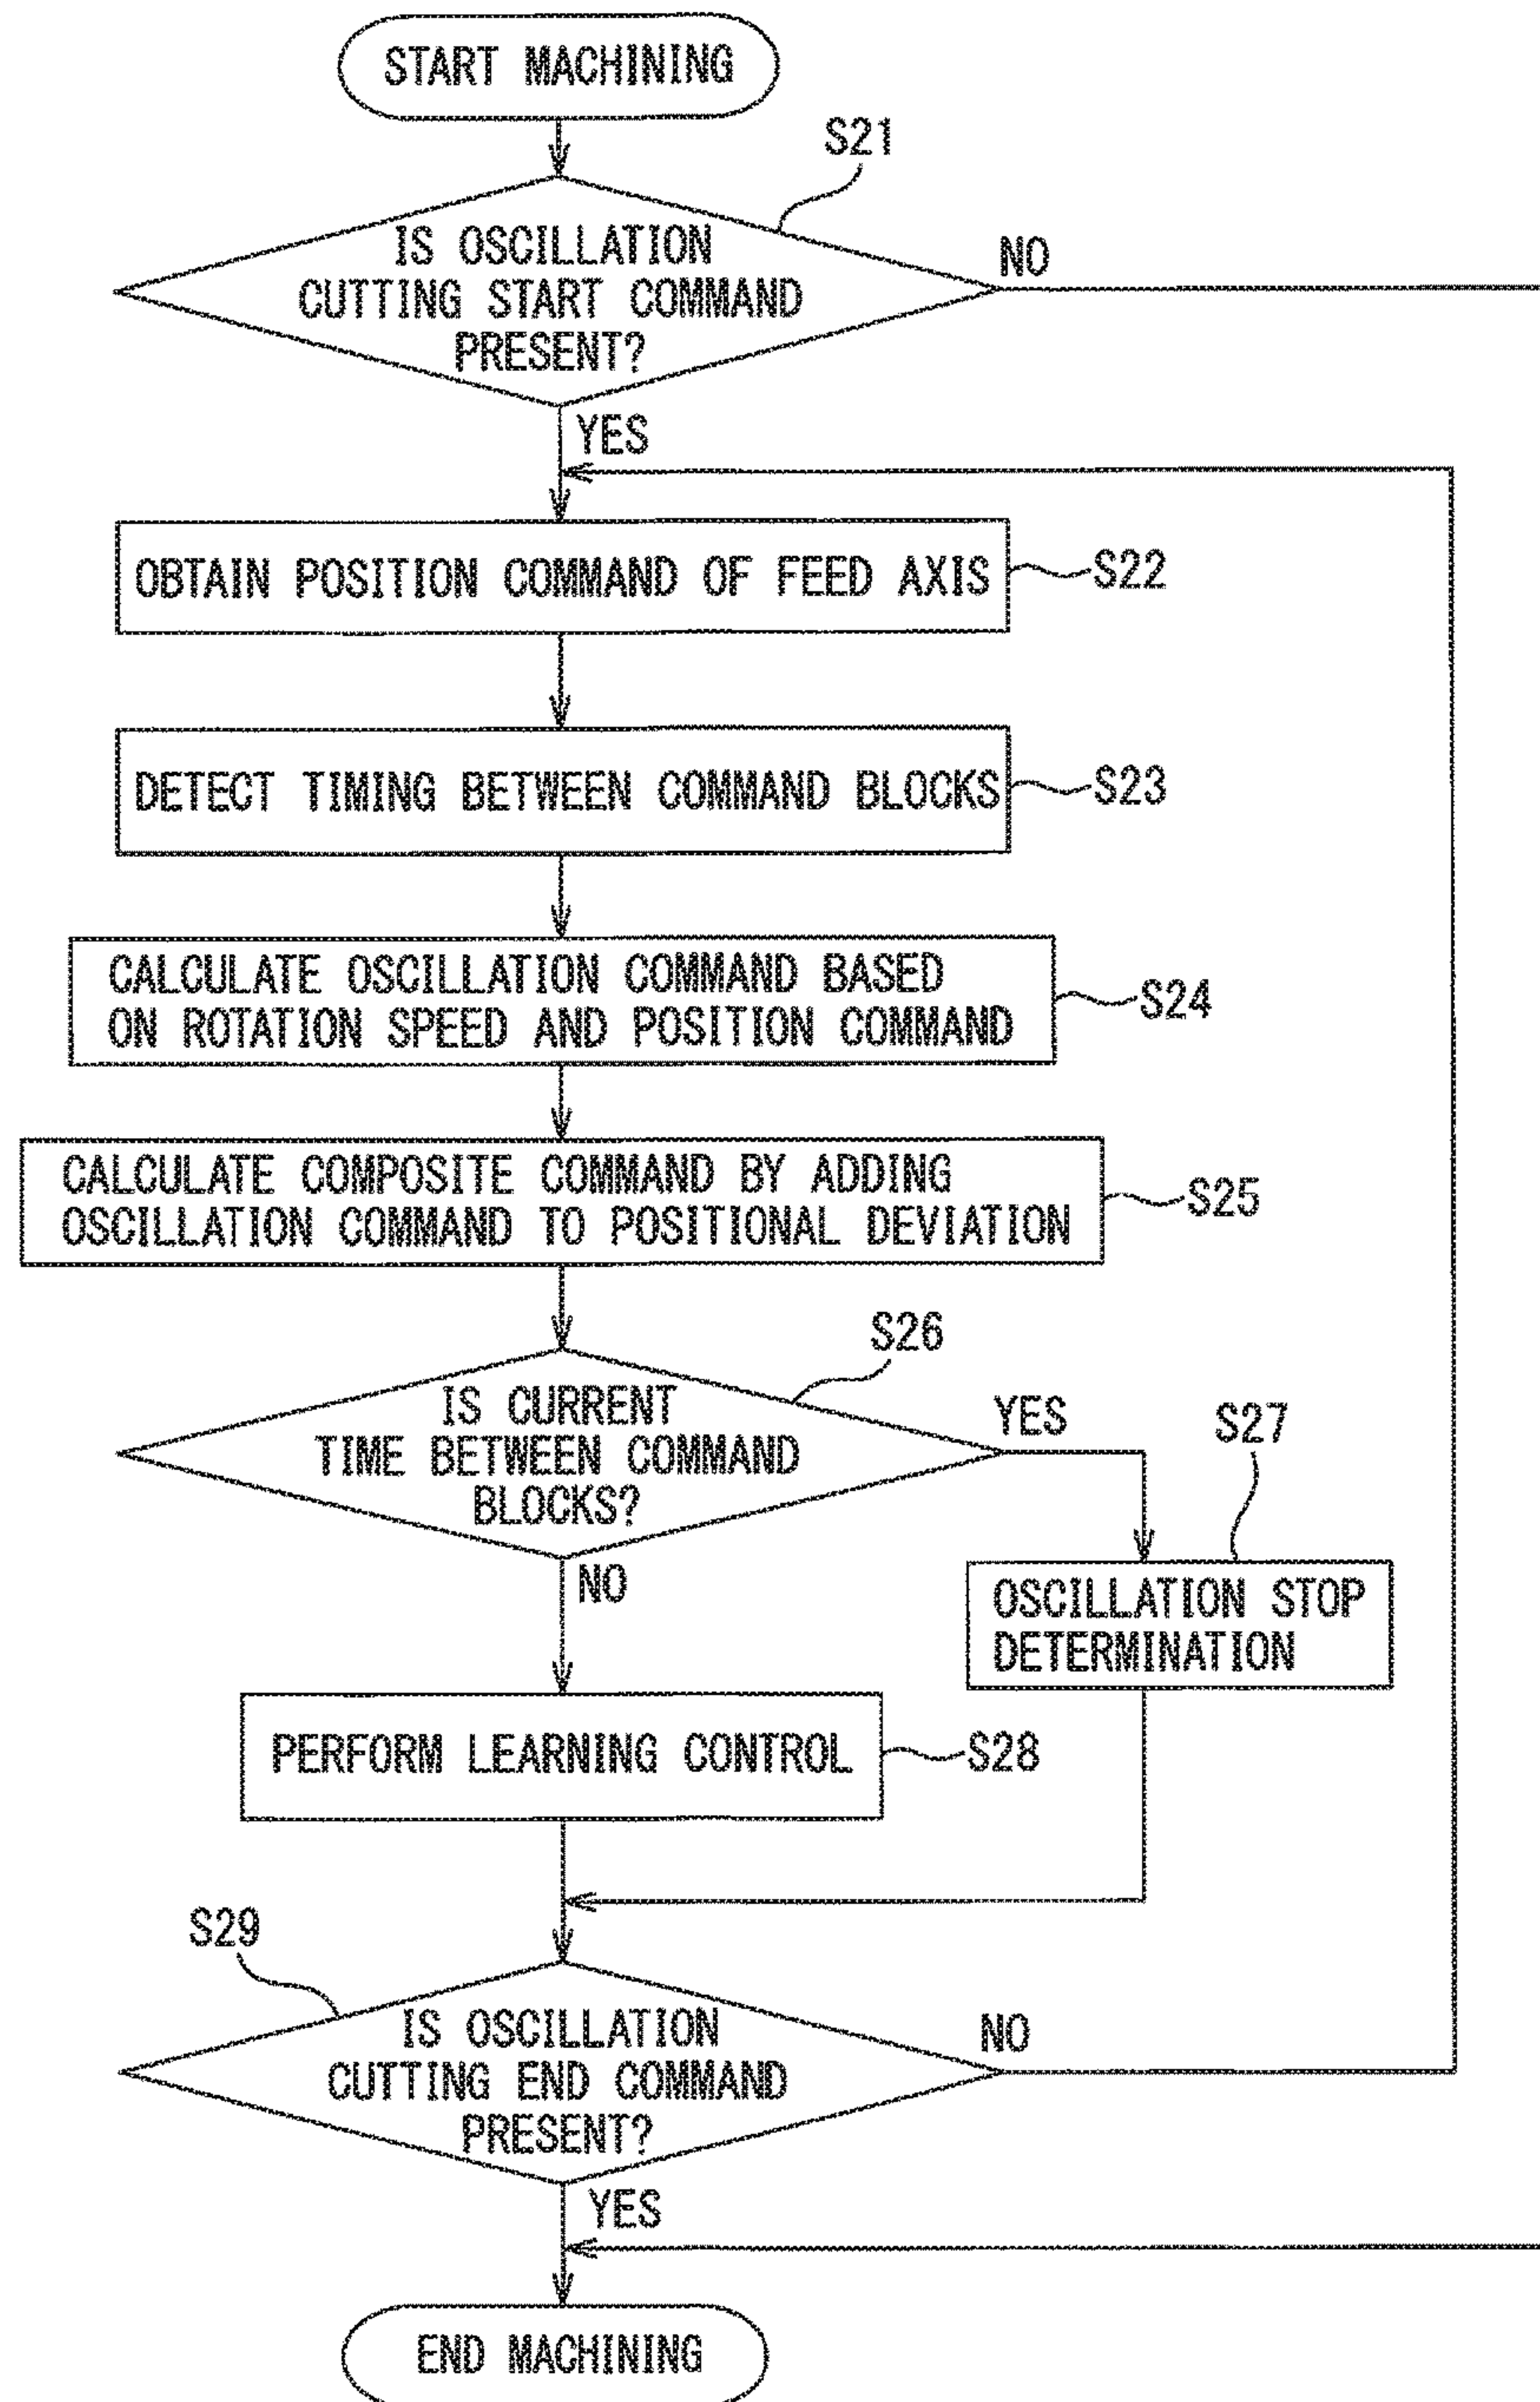 START MACHINING
S21
IS OSCILLATION
CUTTING START COMMAND
PRESENT?
NO
YES
OBTAIN POSITION COMMAND OF FEED AXIS
S22
DETECT TIMING BETWEEN COMMAND BLOCKS
S23
CALCULATE OSCILLATION COMMAND BASED
ON ROTATION SPEED AND POSITION COMMAND
S24
CALCULATE COMPOSITE COMMAND BY ADDING
OSCILLATION COMMAND TO POSITIONAL DEVIATION
S25
S26
IS CURRENT
TIME BETWEEN COMMAND
BLOCKS?
YES
S27
NO
OSCILLATION STOP
DETERMINATION
PERFORM LEARNING CONTROL
S28
S29
IS OSCILLATION
CUTTING END COMMAND
PRESENT?
NO
YES
END MACHINING